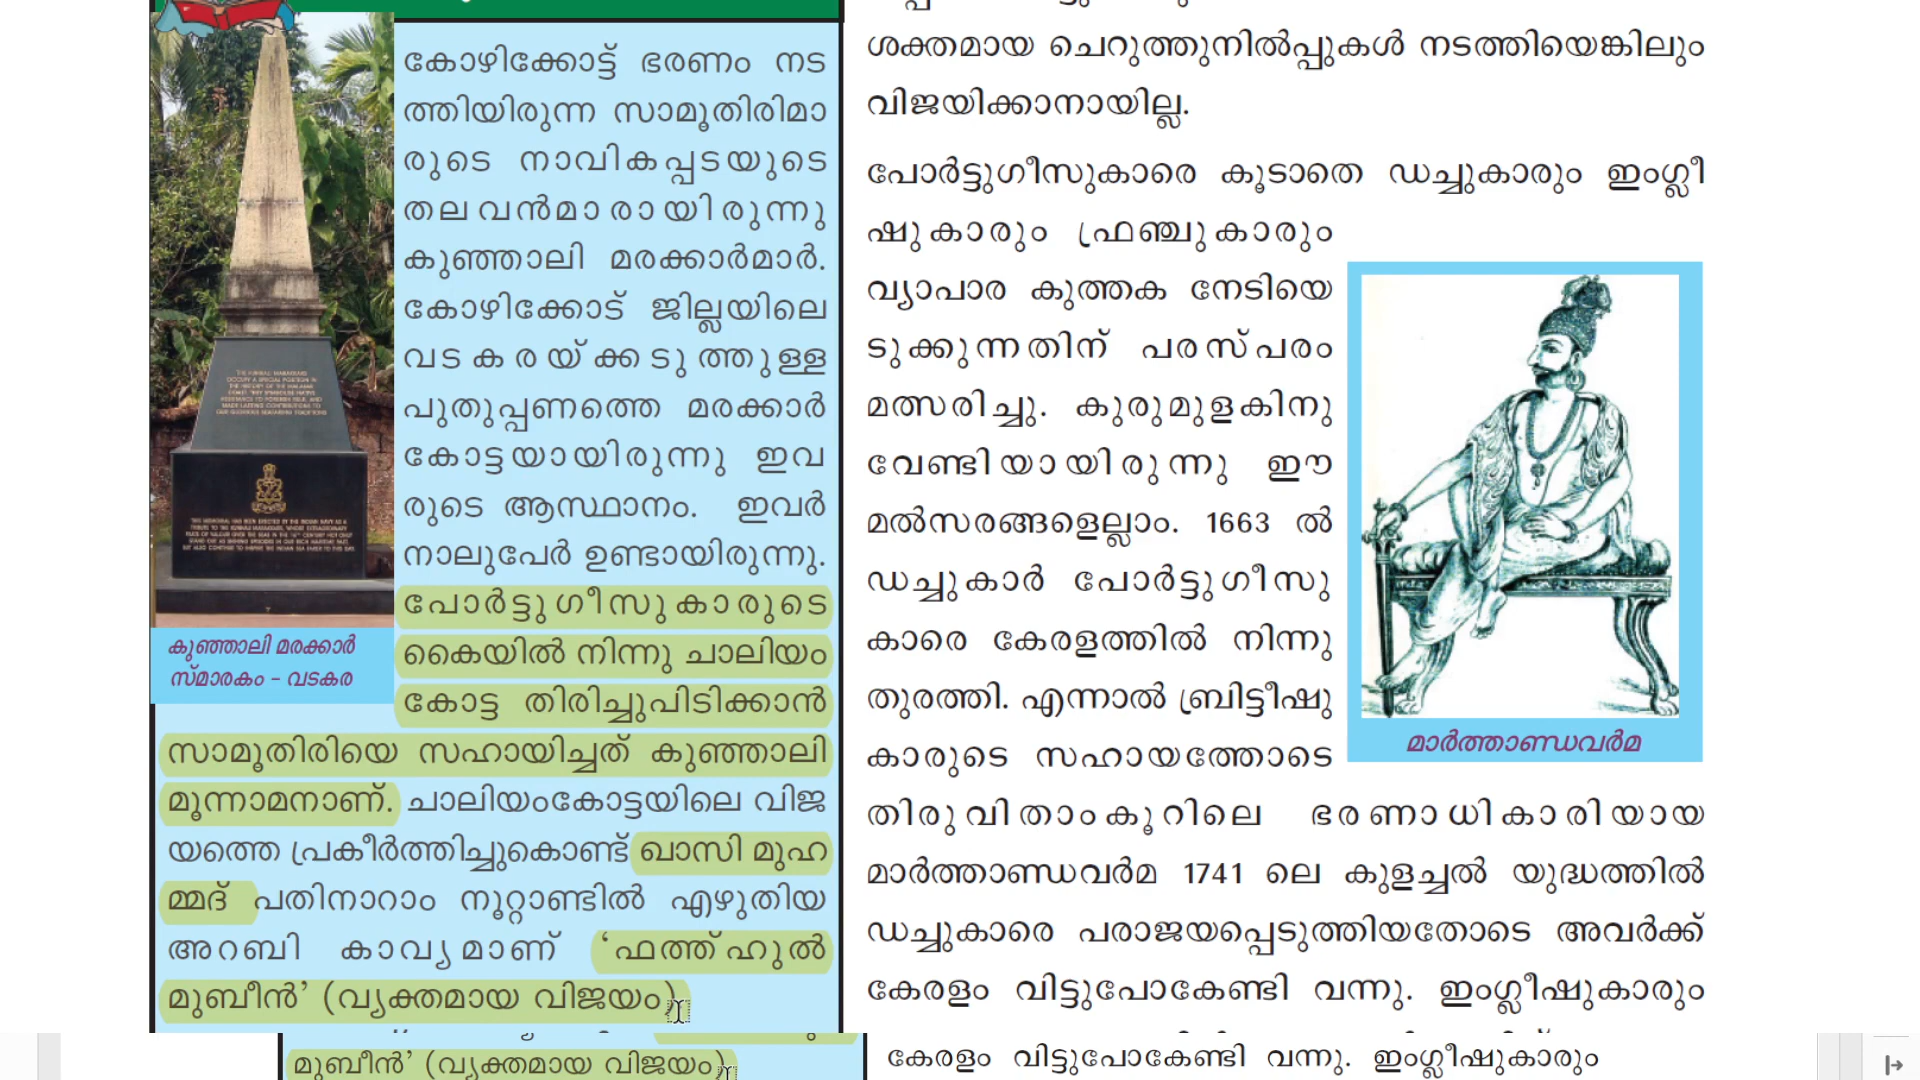 കോഴിക്കോട്ട് ഭരണം നട
ത്തിയിരുന്ന സാമൂതിരിമാ
രുടെ നാവികപ്പടയുടെ
തലവൻമാരായിരുന്നു
കുഞ്ഞാലി മരക്കാർമാർ.
കോഴിക്കോട് ജില്ലയിലെ
വടകരയ്ക്കടുത്തുള്ള
പുതുപ്പണത്തെ മരക്കാർ
കോട്ടയായിരുന്നു ഇവ
രുടെ ആസ്ഥാനം. ഇവർ
നാലുപേർ ഉണ്ടായിരുന്നു.
പോർട്ടുഗീസുകാരുടെ
കൈയിൽ നിന്നു ചാലിയം
കോട്ട തിരിച്ചുപിടിക്കാൻ
സാമൂതിരിയെ സഹായിച്ചത് കുഞ്ഞാലി
മൂന്നാമനാണ്. ചാലിയംകോട്ടയിലെ വിജ
യത്തെ പ്രകീർത്തിച്ചുകൊണ്ട് ഖാസി മുഹ
മ്മദ് പതിനാറാം നൂറ്റാണ്ടിൽ എഴുതിയ
അറബി കാവ്യമാണ് ‘ഫത്ത്ഹുൽ
മുബീൻ’ (വ്യക്തമായ വിജയം)
കുഞ്ഞാലി മരക്കാർ
സ്മാരകം - വടകര
ശക്തമായ ചെറുത്തുനിൽപ്പുകൾ നടത്തിയെങ്കിലും
വിജയിക്കാനായില്ല.
പോർട്ടുഗീസുകാരെ കൂടാതെ ഡച്ചുകാരും ഇംഗ്ലീ
ഷുകാരും ഫ്രഞ്ചുകാരും
വ്യാപാര കുത്തക നേടിയെ
ടുക്കുന്നതിന് പരസ്പരം
മത്സരിച്ചു. കുരുമുളകിനു
വേണ്ടിയായിരുന്നു ഈ
മൽസരങ്ങളെല്ലാം. 1663 ൽ
ഡച്ചുകാർ പോർട്ടുഗീസു
കാരെ കേരളത്തിൽ നിന്നു
തുരത്തി. എന്നാൽ ബ്രിട്ടീഷു
കാരുടെ സഹായത്തോടെ
തിരുവിതാംകൂറിലെ ഭരണാധികാരിയായ
മാർത്താണ്ഡവർമ 1741 ലെ കുളച്ചൽ യുദ്ധത്തിൽ
ഡച്ചുകാരെ പരാജയപ്പെടുത്തിയതോടെ അവർക്ക്
കേരളം വിട്ടുപോകേണ്ടി വന്നു. ഇംഗ്ലീഷുകാരും
മാർത്താണ്ഡവർമ
മുബീൻ’ (വ്യക്തമായ വിജയം)
കേരളം വിട്ടുപോകേണ്ടി വന്നു. ഇംഗ്ലീഷുകാരും